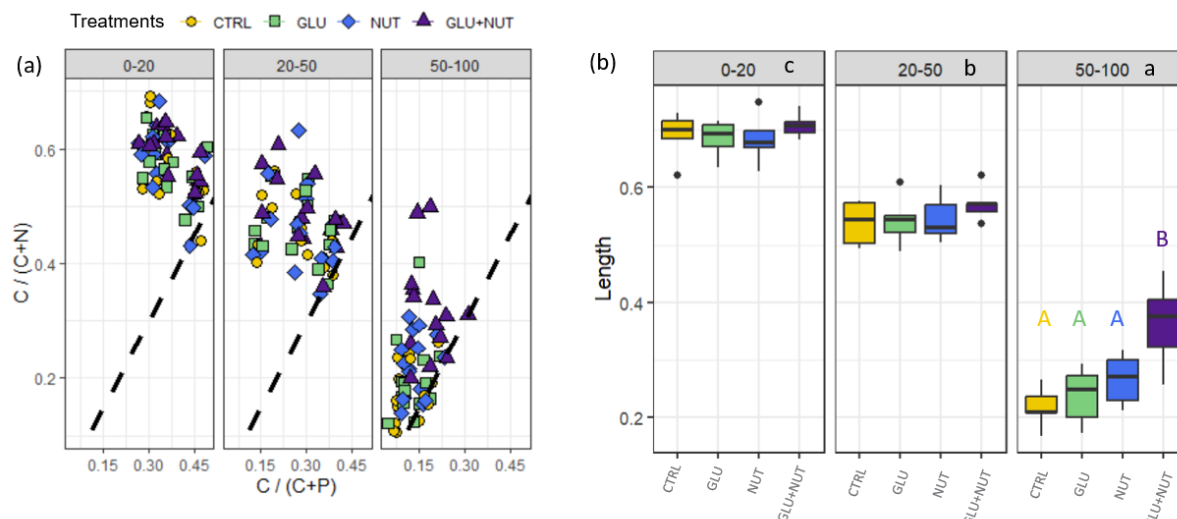 Treatments CTRL GLU NUT GLU+NUT
(a)
0-20 20-50 50-100
C / (C+N)
0.6
0.4
0.2
0.15 0.30 0.45 0.15 0.30 0.45 0.15 0.30 0.45
C / (C+P)
(b)
0-20 c 20-50 b 50-100 a
Length
0.6
0.4
0.2
A A A B
CTRL GLU NUT GLU+NUT CTRL GLU NUT GLU+NUT CTRL GLU NUT GLU+NUT